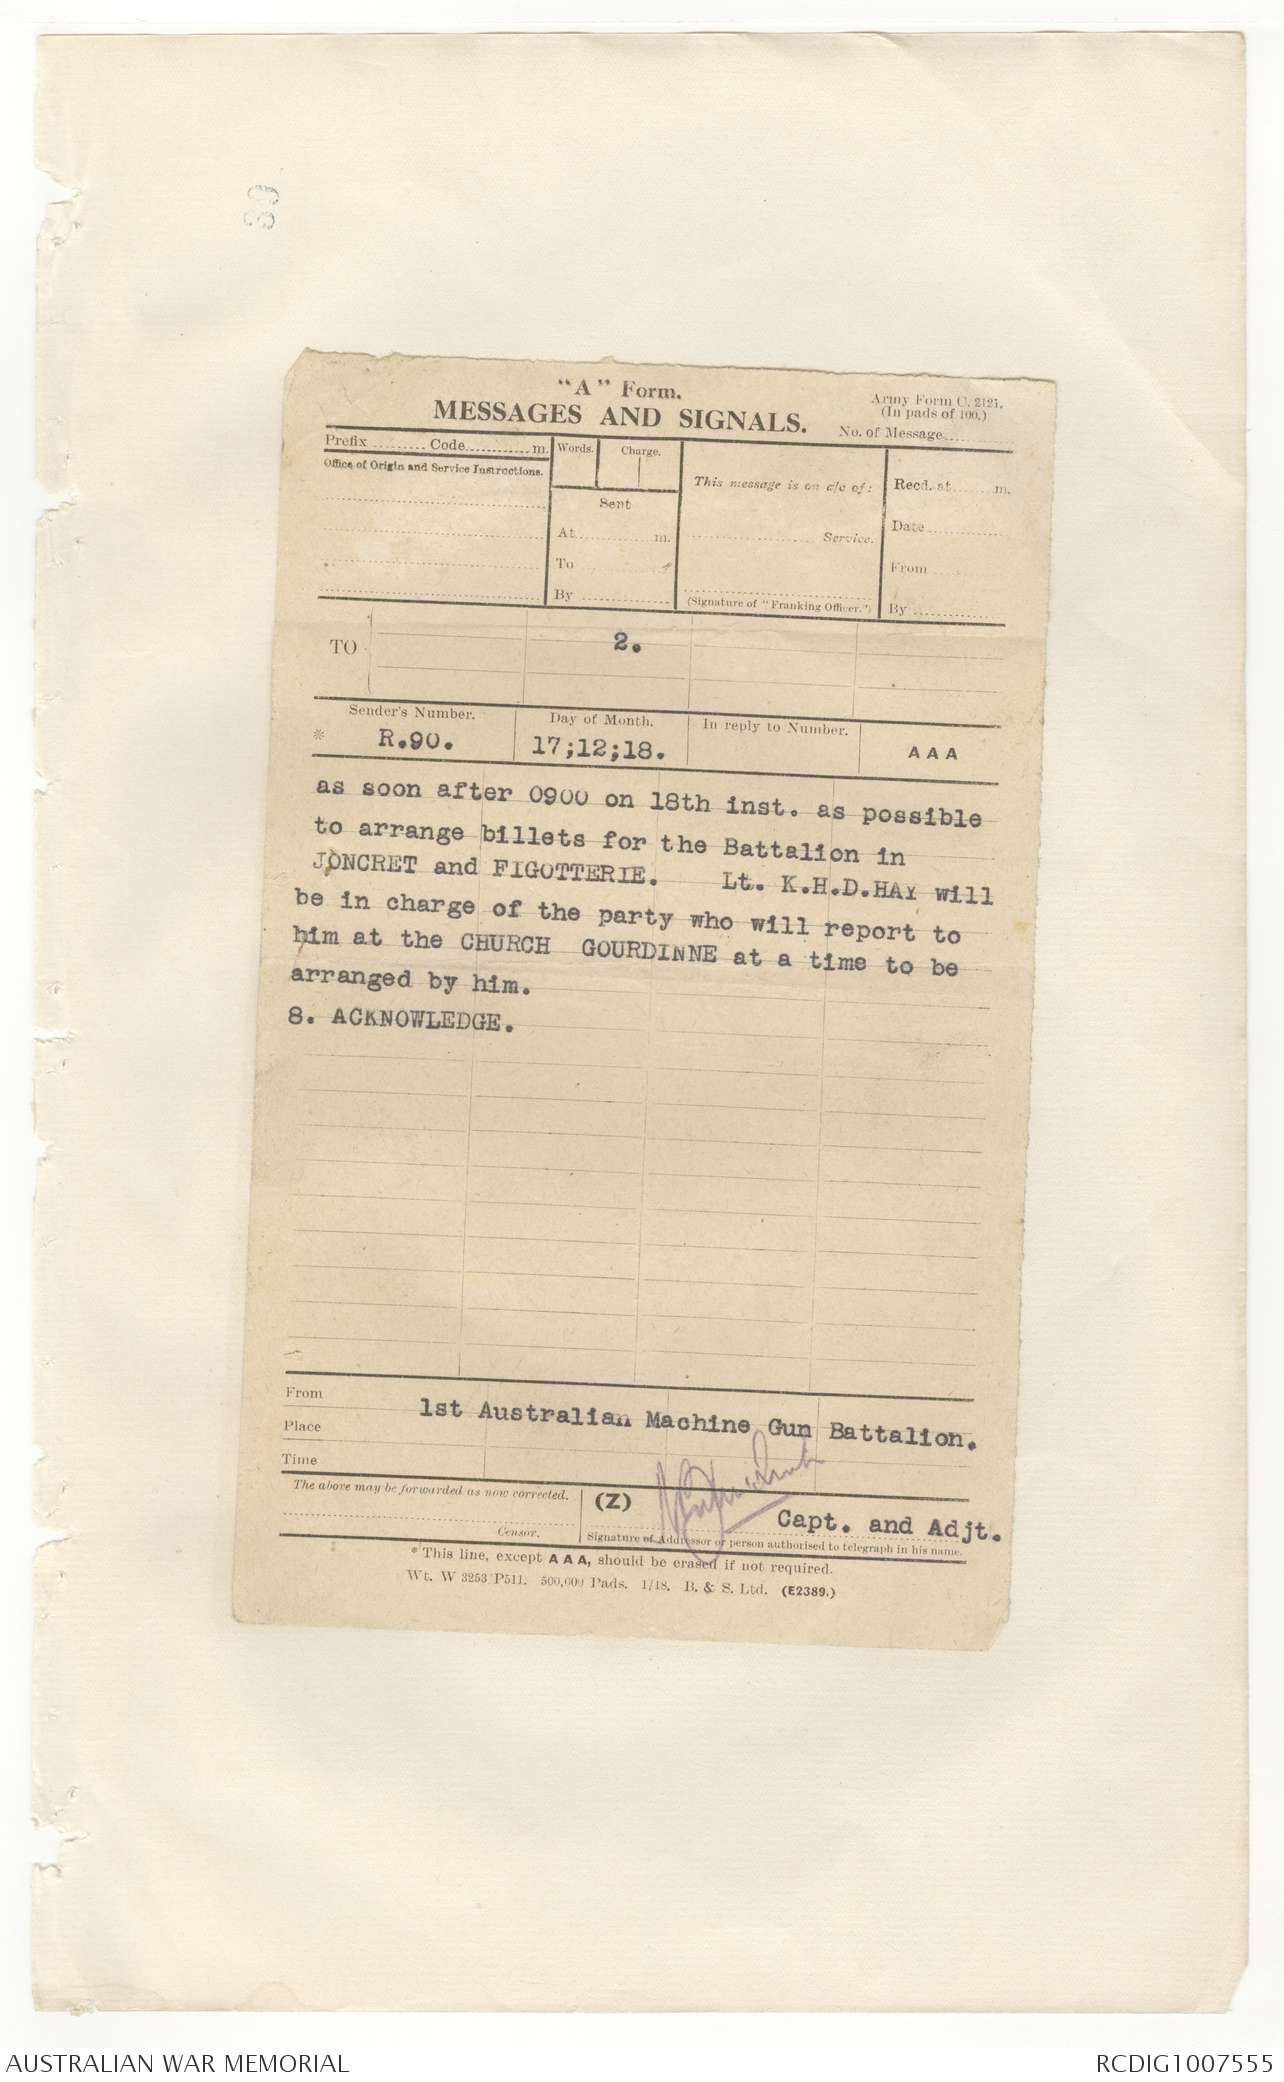 39
"A" Form.
MESSAGES AND SIGNALS.
Army Form C. 2121.
(In pads of 100.)
No. of Message..........
Prefix ......... Code............ m.
Words.
Charge.
Office of Origin and Service Instructions.
Sent
At............... m.
To
By
This message is on a/c of:
Service.
(Signature of "Franking Officer.")
Recd. at....... m.
Date
From
By
TO
2.
Sender's Number.
Day of Month.
In reply to Number.
* R.90.
17;12;18.
AAA
as soon after 0900 on 18th inst. as possible
to arrange billets for the Battalion in
JONCRET and FIGOTTERIE. Lt. K.H.D.HAY will
be in charge of the party who will report to
him at the CHURCH GOURDINNE at a time to be
arranged by him.
8. ACKNOWLEDGE.
From
1st Australian Machine Gun Battalion.
Place
Time
The above may be forwarded as now corrected.
(Z)
Capt. and Adjt.
Censor.
Signature of Addressor or person authorised to telegraph in his name.
* This line, except AAA, should be erased if not required.
Wt. W 3253/P511. 500,000 Pads. 1/18. B. & S. Ltd. (E2389.)
AUSTRALIAN WAR MEMORIAL
RCDIG1007555